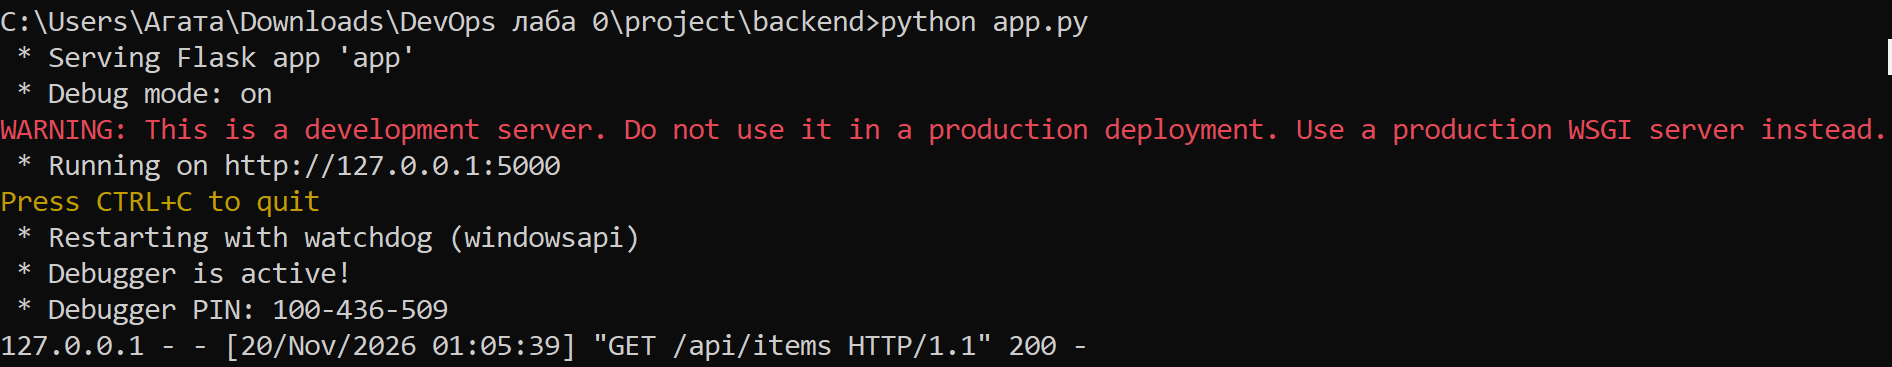 C:\Users\Агата\Downloads\DevOps лаба 0\project\backend>python app.py
 * Serving Flask app 'app'
 * Debug mode: on
WARNING: This is a development server. Do not use it in a production deployment. Use a production WSGI server instead.
 * Running on http://127.0.0.1:5000
Press CTRL+C to quit
 * Restarting with watchdog (windowsapi)
 * Debugger is active!
 * Debugger PIN: 100-436-509
127.0.0.1 - - [20/Nov/2026 01:05:39] "GET /api/items HTTP/1.1" 200 -